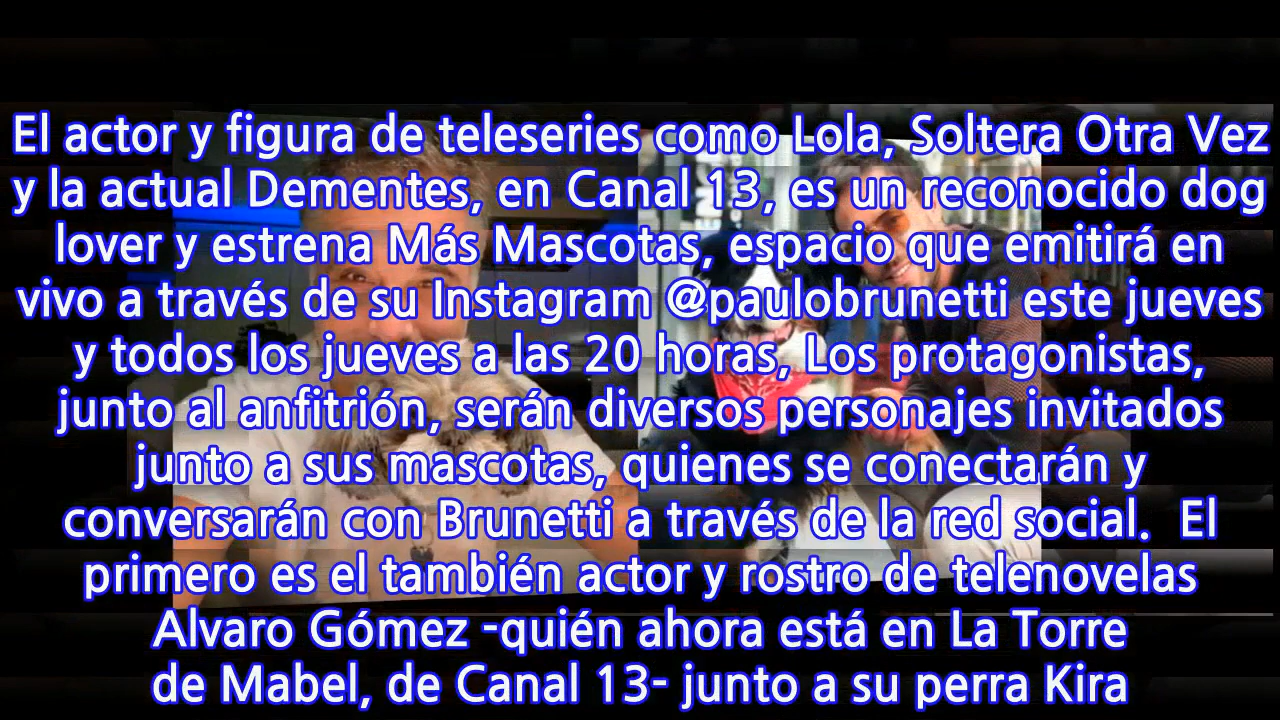 El actor y figura de teleseries como Lola, Soltera Otra Vez
y la actual Dementes, en Canal 13, es un reconocido dog
lover y estrena Más Mascotas, espacio que emitirá en
vivo a través de su Instagram @paulobrunetti este jueves
y todos los jueves a las 20 horas, Los protagonistas,
junto al anfitrión, serán diversos personajes invitados
junto a sus mascotas, quienes se conectarán y
conversarán con Brunetti a través de la red social.  El
primero es el también actor y rostro de telenovelas
Alvaro Gómez -quién ahora está en La Torre
de Mabel, de Canal 13- junto a su perra Kira